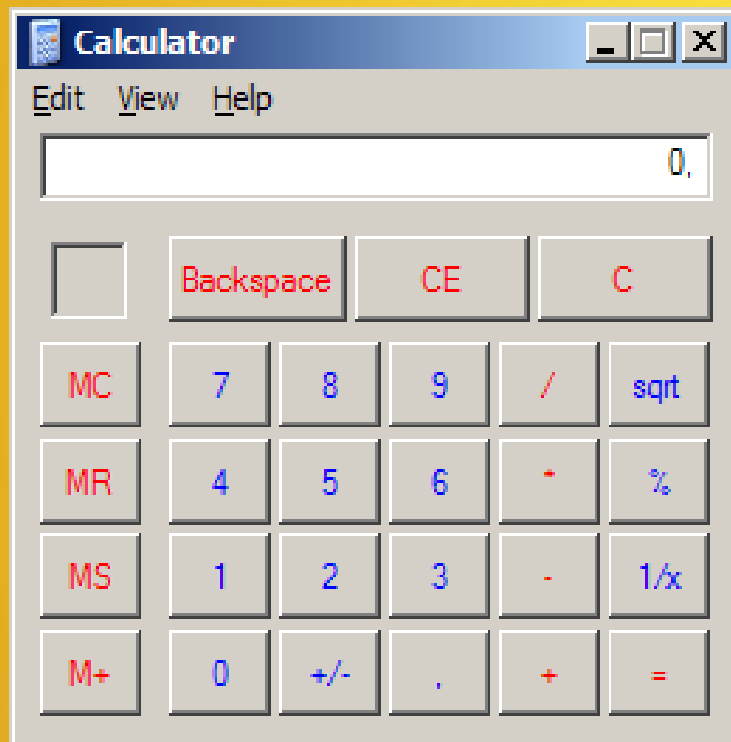 Calculator
Edit View Help
0,
Backspace CE C
MC 7 8 9 / sqrt
MR 4 5 6 * %
MS 1 2 3 - 1/x
M+ 0 +/- , + =